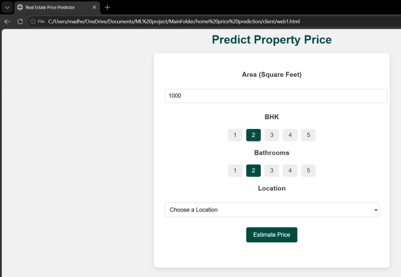 Real Estate Price Predictor
File
C:/Users/madhe/OneDrive/Documents/ML%20project/MainFolder/home%20price%20prediction/client/web1.html
Predict Property Price
Area (Square Feet)
1000
BHK
1 2 3 4 5
Bathrooms
1 2 3 4 5
Location
Choose a Location
Estimate Price